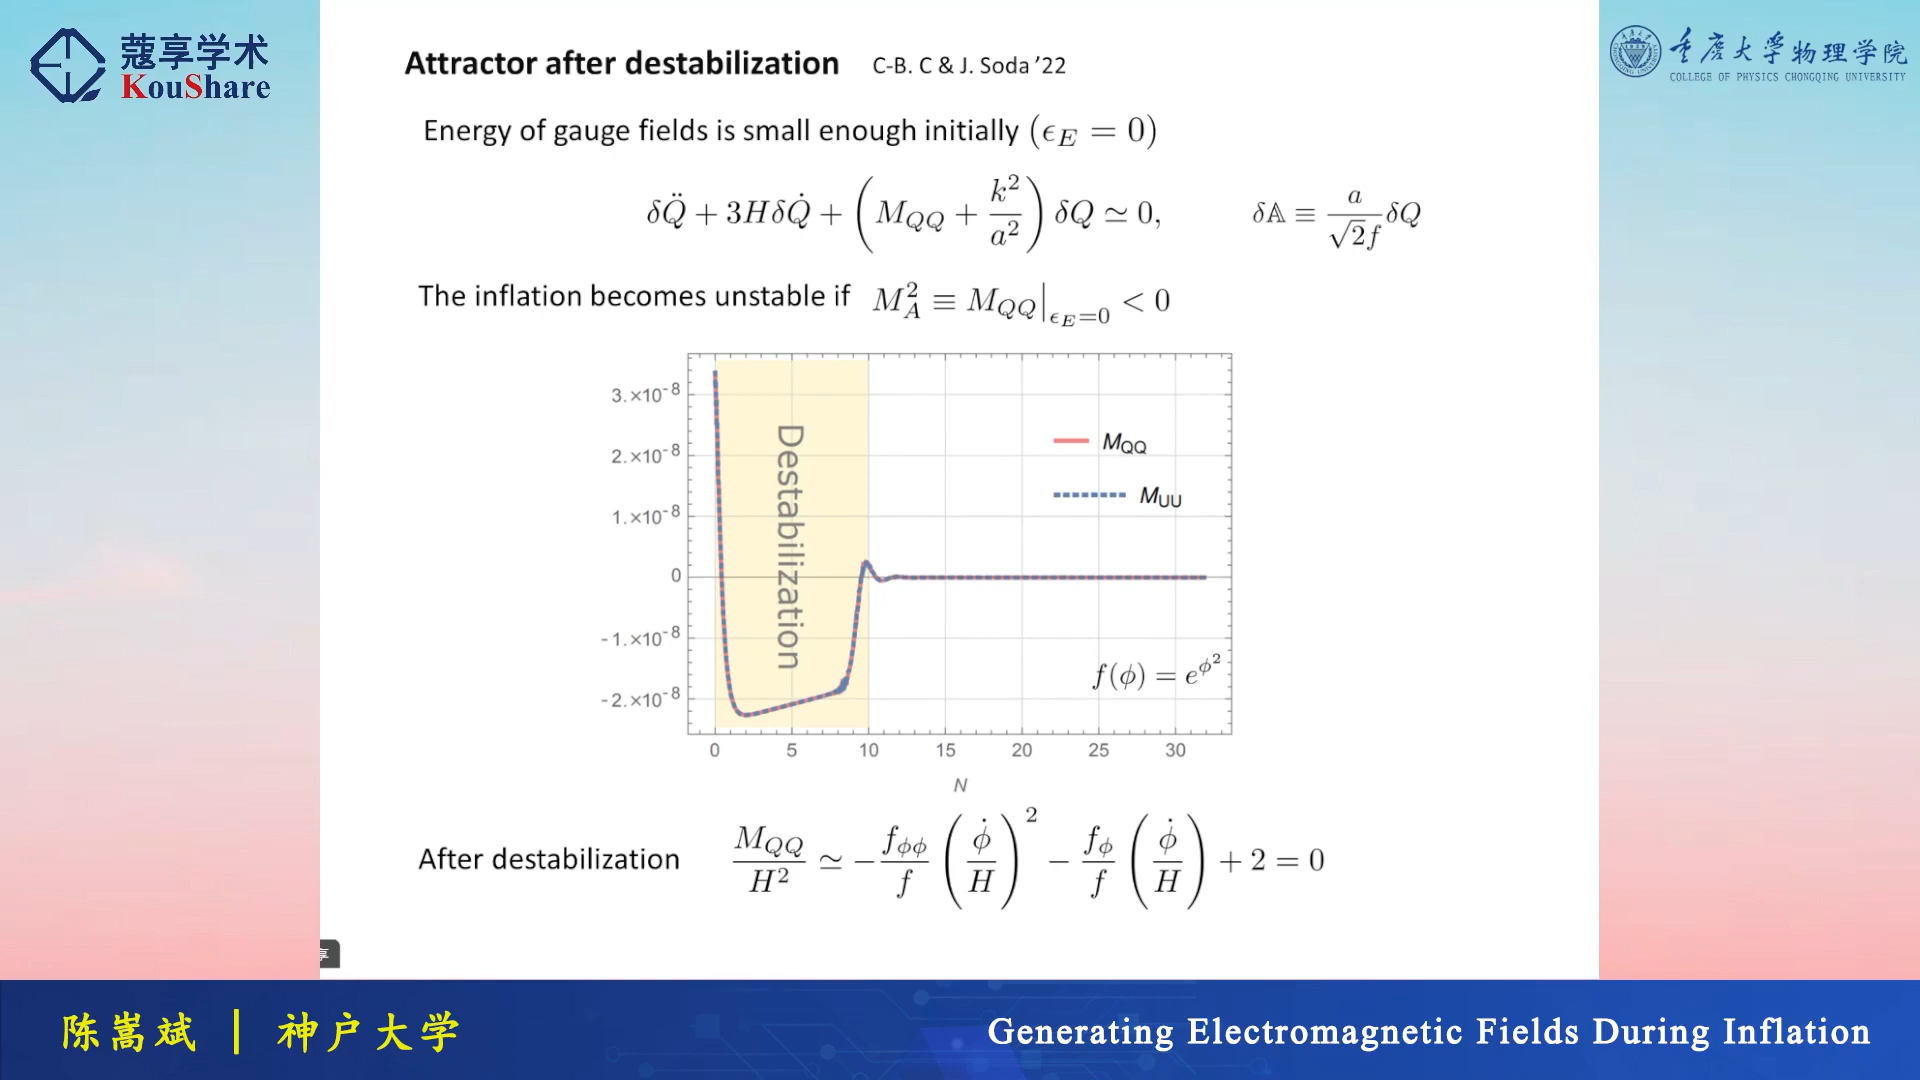 蔻享学术
KouShare
重庆大学物理学院
COLLEGE OF PHYSICS CHONGQING UNIVERSITY
Attractor after destabilization C-B. C & J. Soda ’22
Energy of gauge fields is small enough initially (ϵ_E = 0)
δQ̈ + 3HδQ̇ + (M_QQ + k²/a²) δQ ≃ 0, δ𝔸 ≡ a/(√2f) δQ
The inflation becomes unstable if M_A² ≡ M_QQ|_{ϵ_E=0} < 0
3.×10⁻⁸
2.×10⁻⁸
1.×10⁻⁸
0
-1.×10⁻⁸
-2.×10⁻⁸
Destabilization
M_QQ
M_UU
f(ϕ) = e^{ϕ²}
0 5 10 15 20 25 30
N
After destabilization M_QQ/H² ≃ −f_ϕϕ/f (ϕ̇/H)² − f_ϕ/f (ϕ̇/H) + 2 = 0
享
陈嵩斌 | 神户大学
Generating Electromagnetic Fields During Inflation